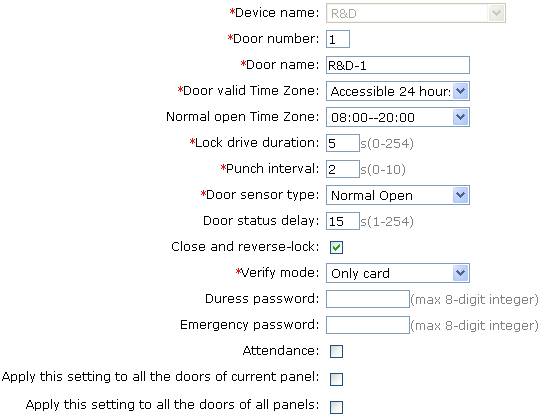 *Device name: R&D
*Door number: 1
*Door name: R&D-1
*Door valid Time Zone: Accessible 24 hours
Normal open Time Zone: 08:00--20:00
*Lock drive duration: 5 s(0-254)
*Punch interval: 2 s(0-10)
*Door sensor type: Normal Open
Door status delay: 15 s(1-254)
Close and reverse-lock:
*Verify mode: Only card
Duress password: (max 8-digit integer)
Emergency password: (max 8-digit integer)
Attendance:
Apply this setting to all the doors of current panel:
Apply this setting to all the doors of all panels: